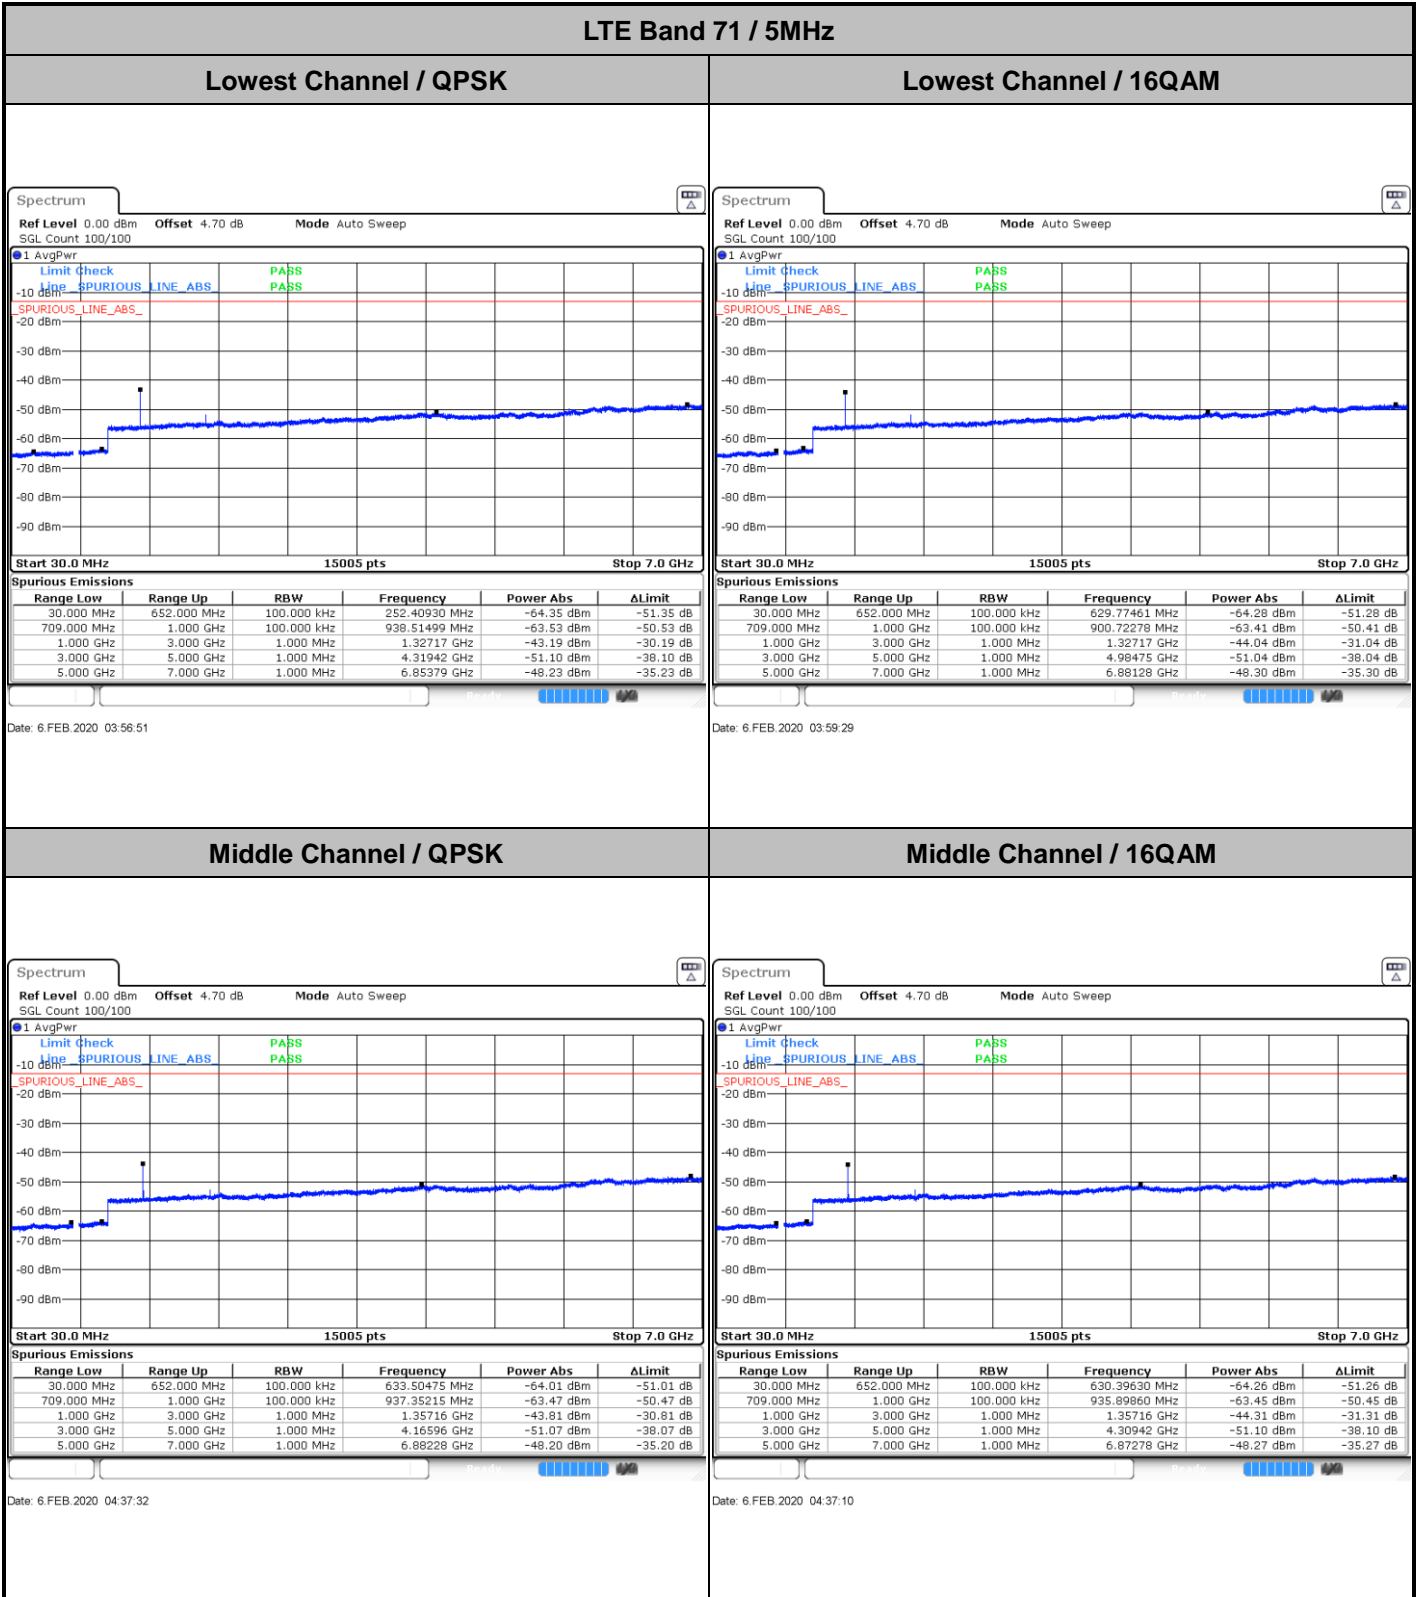 LTE Band 71 / 5MHz
Lowest Channel / QPSK
Lowest Channel / 16QAM
Spectrum
Ref Level 0.00 dBm Offset 4.70 dB Mode Auto Sweep
SGL Count 100/100
1 AvgPwr
Limit Check PASS
Line _SPURIOUS_LINE_ABS_ PASS
-10 dBm
_SPURIOUS_LINE_ABS_
-20 dBm
-30 dBm
-40 dBm
-50 dBm
-60 dBm
-70 dBm
-80 dBm
-90 dBm
Start 30.0 MHz 15005 pts Stop 7.0 GHz
Spurious Emissions
Range Low Range Up RBW Frequency Power Abs ΔLimit
30.000 MHz 652.000 MHz 100.000 kHz 252.40930 MHz -64.35 dBm -51.35 dB
709.000 MHz 1.000 GHz 100.000 kHz 938.51499 MHz -63.53 dBm -50.53 dB
1.000 GHz 3.000 GHz 1.000 MHz 1.32717 GHz -43.19 dBm -30.19 dB
3.000 GHz 5.000 GHz 1.000 MHz 4.31942 GHz -51.10 dBm -38.10 dB
5.000 GHz 7.000 GHz 1.000 MHz 6.85379 GHz -48.23 dBm -35.23 dB
Ready
Date: 6.FEB.2020 03:56:51
Spectrum
Ref Level 0.00 dBm Offset 4.70 dB Mode Auto Sweep
SGL Count 100/100
1 AvgPwr
Limit Check PASS
Line _SPURIOUS_LINE_ABS_ PASS
-10 dBm
_SPURIOUS_LINE_ABS_
-20 dBm
-30 dBm
-40 dBm
-50 dBm
-60 dBm
-70 dBm
-80 dBm
-90 dBm
Start 30.0 MHz 15005 pts Stop 7.0 GHz
Spurious Emissions
Range Low Range Up RBW Frequency Power Abs ΔLimit
30.000 MHz 652.000 MHz 100.000 kHz 629.77461 MHz -64.28 dBm -51.28 dB
709.000 MHz 1.000 GHz 100.000 kHz 900.72278 MHz -63.41 dBm -50.41 dB
1.000 GHz 3.000 GHz 1.000 MHz 1.32717 GHz -44.04 dBm -31.04 dB
3.000 GHz 5.000 GHz 1.000 MHz 4.98475 GHz -51.04 dBm -38.04 dB
5.000 GHz 7.000 GHz 1.000 MHz 6.88128 GHz -48.30 dBm -35.30 dB
Ready
Date: 6.FEB.2020 03:59:29
Middle Channel / QPSK
Middle Channel / 16QAM
Spectrum
Ref Level 0.00 dBm Offset 4.70 dB Mode Auto Sweep
SGL Count 100/100
1 AvgPwr
Limit Check PASS
Line _SPURIOUS_LINE_ABS_ PASS
-10 dBm
_SPURIOUS_LINE_ABS_
-20 dBm
-30 dBm
-40 dBm
-50 dBm
-60 dBm
-70 dBm
-80 dBm
-90 dBm
Start 30.0 MHz 15005 pts Stop 7.0 GHz
Spurious Emissions
Range Low Range Up RBW Frequency Power Abs ΔLimit
30.000 MHz 652.000 MHz 100.000 kHz 633.50475 MHz -64.01 dBm -51.01 dB
709.000 MHz 1.000 GHz 100.000 kHz 937.35215 MHz -63.47 dBm -50.47 dB
1.000 GHz 3.000 GHz 1.000 MHz 1.35716 GHz -43.81 dBm -30.81 dB
3.000 GHz 5.000 GHz 1.000 MHz 4.16596 GHz -51.07 dBm -38.07 dB
5.000 GHz 7.000 GHz 1.000 MHz 6.88228 GHz -48.20 dBm -35.20 dB
Ready
Date: 6.FEB.2020 04:37:32
Spectrum
Ref Level 0.00 dBm Offset 4.70 dB Mode Auto Sweep
SGL Count 100/100
1 AvgPwr
Limit Check PASS
Line _SPURIOUS_LINE_ABS_ PASS
-10 dBm
_SPURIOUS_LINE_ABS_
-20 dBm
-30 dBm
-40 dBm
-50 dBm
-60 dBm
-70 dBm
-80 dBm
-90 dBm
Start 30.0 MHz 15005 pts Stop 7.0 GHz
Spurious Emissions
Range Low Range Up RBW Frequency Power Abs ΔLimit
30.000 MHz 652.000 MHz 100.000 kHz 630.39630 MHz -64.26 dBm -51.26 dB
709.000 MHz 1.000 GHz 100.000 kHz 935.89860 MHz -63.45 dBm -50.45 dB
1.000 GHz 3.000 GHz 1.000 MHz 1.35716 GHz -44.31 dBm -31.31 dB
3.000 GHz 5.000 GHz 1.000 MHz 4.30942 GHz -51.10 dBm -38.10 dB
5.000 GHz 7.000 GHz 1.000 MHz 6.87278 GHz -48.27 dBm -35.27 dB
Ready
Date: 6.FEB.2020 04:37:10